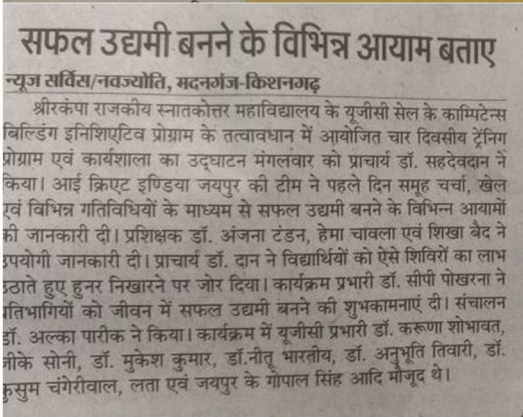 सफल उद्यमी बनने के विभिन्न आयाम बताए
न्यूज सर्विस/नवज्योति, मदनगंज-किशनगढ़
श्रीरकंपा राजकीय स्नातकोत्तर महाविद्यालय के यूजीसी सेल के काम्पिटेन्स
बिल्डिंग इनिशिएटिव प्रोग्राम के तत्वावधान में आयोजित चार दिवसीय ट्रेनिंग
प्रोग्राम एवं कार्यशाला का उद्घाटन मंगलवार को प्राचार्य डॉ. सहदेवदान ने
किया। आई क्रिएट इण्डिया जयपुर की टीम ने पहले दिन समूह चर्चा, खेल
एवं विभिन्न गतिविधियों के माध्यम से सफल उद्यमी बनने के विभिन्न आयामों
की जानकारी दी। प्रशिक्षक डॉ. अंजना टंडन, हेमा चावला एवं शिखा बैद ने
उपयोगी जानकारी दी। प्राचार्य डॉ. दान ने विद्यार्थियों को ऐसे शिविरों का लाभ
उठाते हुए हुनर निखारने पर जोर दिया। कार्यक्रम प्रभारी डॉ. सीपी पोखरना ने
प्रतिभागियों को जीवन में सफल उद्यमी बनने की शुभकामनाएं दी। संचालन
डॉ. अल्का पारीक ने किया। कार्यक्रम में यूजीसी प्रभारी डॉ. करूणा शोभावत,
जीके सोनी, डॉ. मुकेश कुमार, डॉ.नीतू भारतीय, डॉ. अनुभूति तिवारी, डॉ.
कुसुम चंगेरीवाल, लता एवं जयपुर के गोपाल सिंह आदि मौजूद थे।